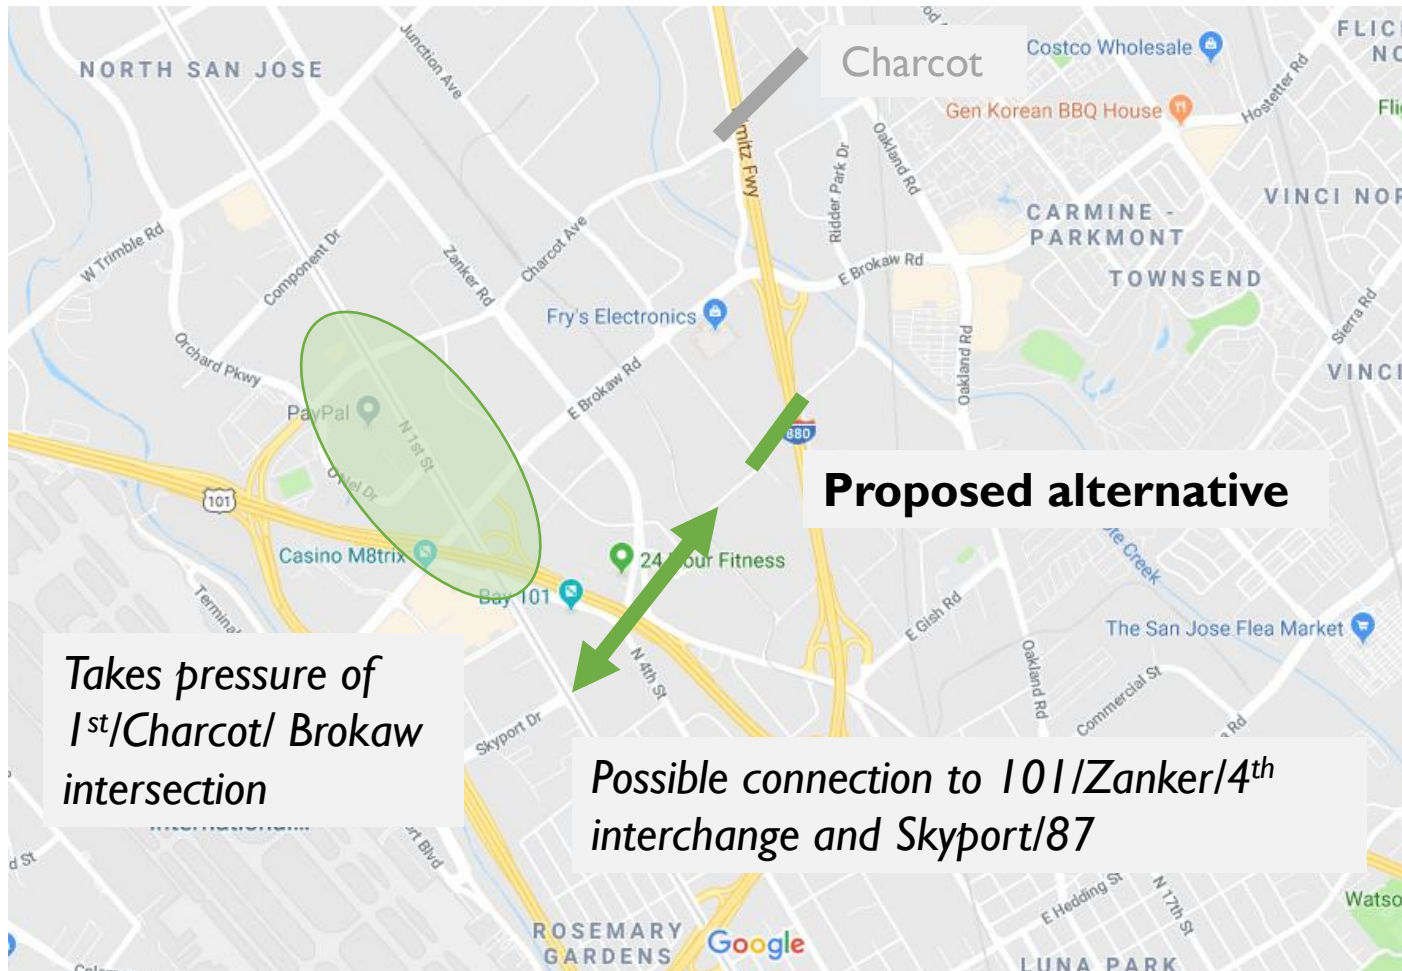 NORTH SAN JOSE
Junction Ave
Charcot
Costco Wholesale
Hostetter Rd
Gen Korean BBQ House
Oakland Rd
Ridder Park Dr
VINCI NOR
CARMINE -
PARKMONT
TOWNSEND
W Trimble Rd
Component Dr
Zanker Rd
Charcot Ave
E Brokaw Rd
Fry's Electronics
Sierra Rd
VINCI
Orchard Pkwy
Oakland Rd
E Brokaw Rd
PayPal
N 1st St
880
Proposed alternative
101
O'Nel Dr
Casino M8trix
24 Hour Fitness
Bay 101
E Gish Rd
The San Jose Flea Market
Takes pressure of
1st/Charcot/ Brokaw
intersection
N 4th St
Skyport Dr
Oakland Rd
Commercial St
Possible connection to 101/Zanker/4th
interchange and Skyport/87
E Hedding St
N 17th St
Watso
ROSEMARY
GARDENS
Google
LUNA PARK